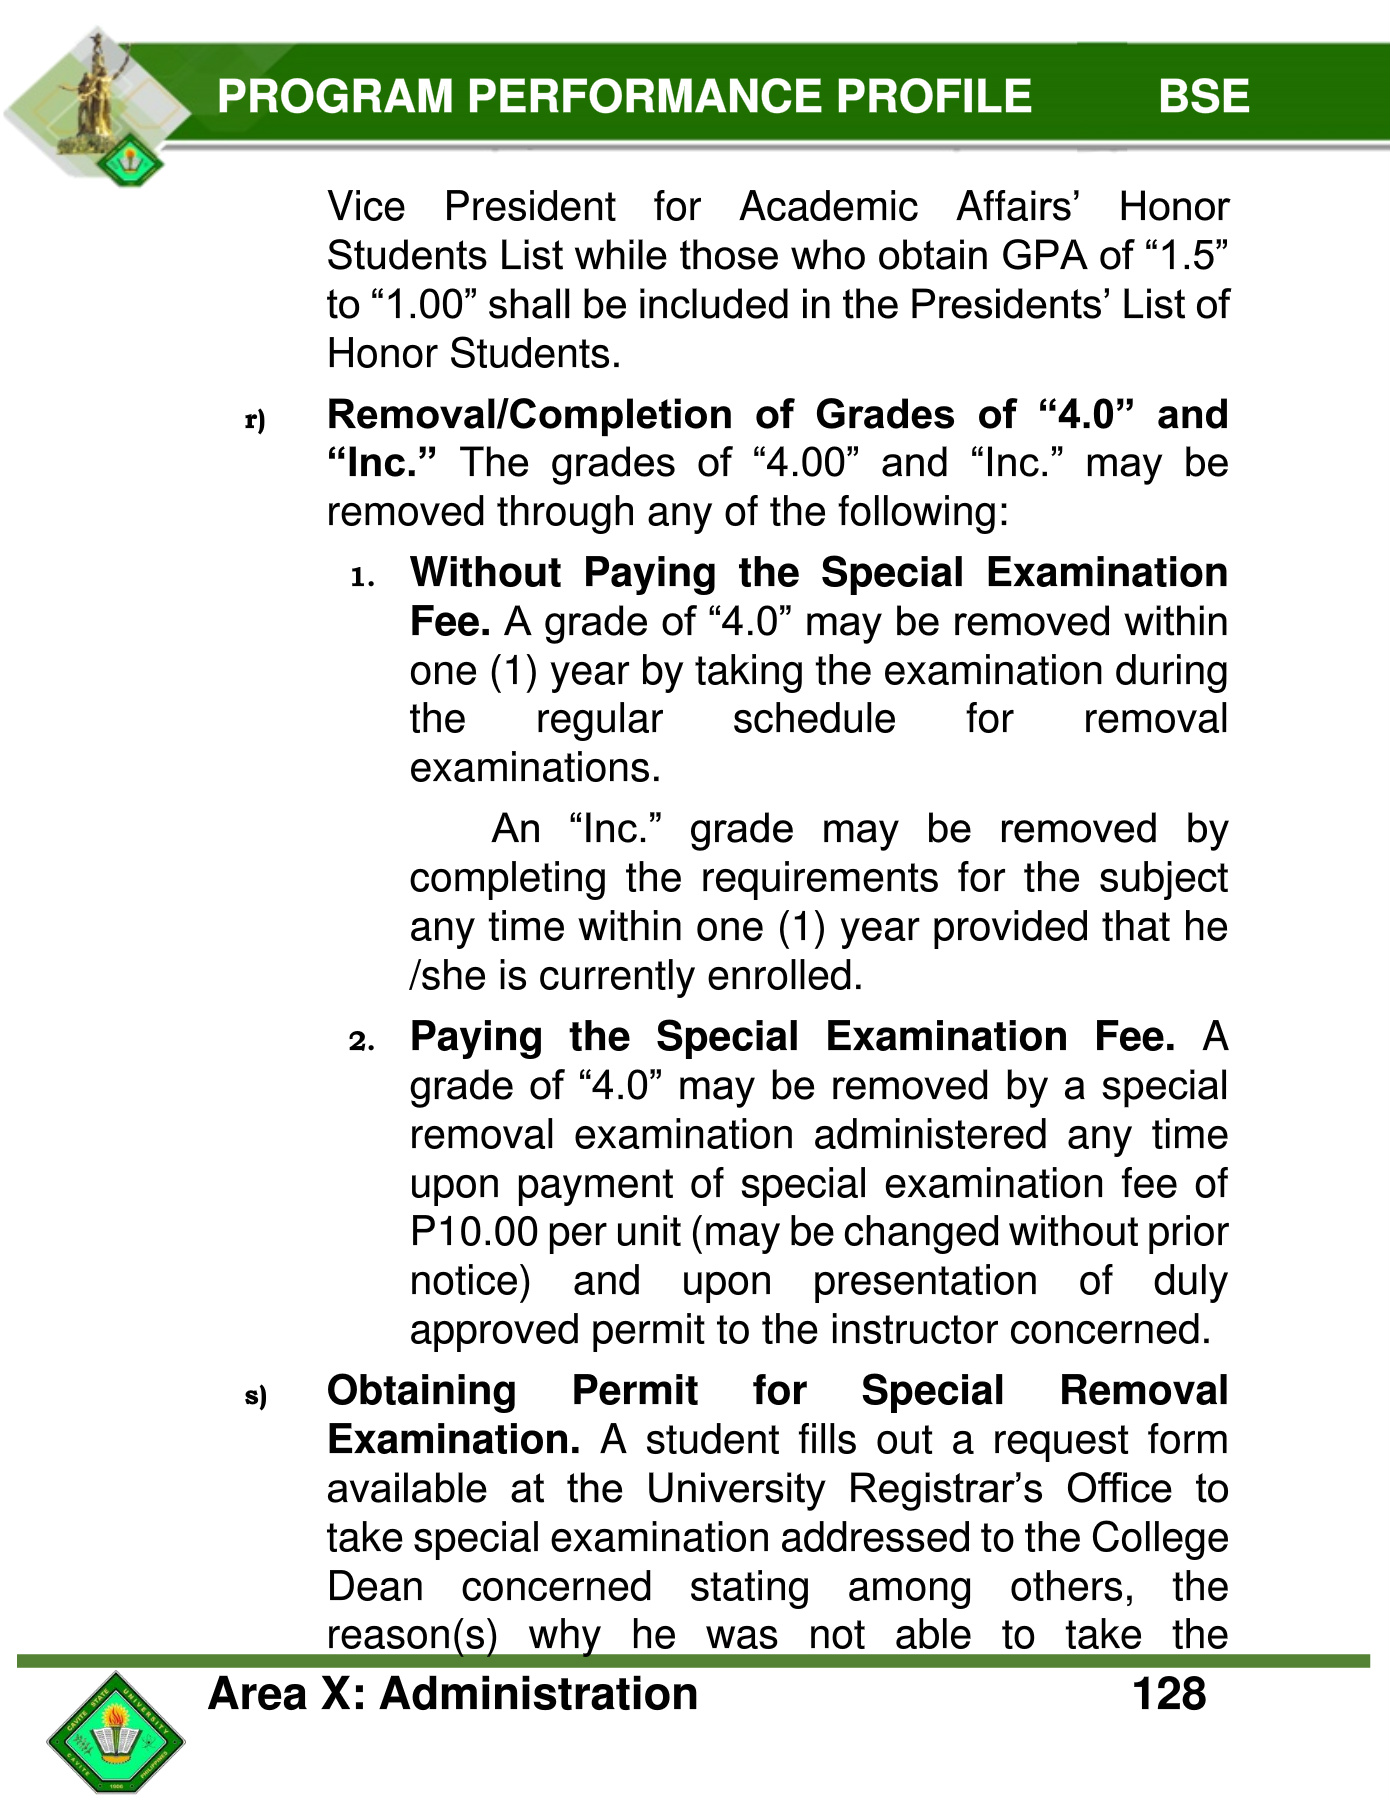 PROGRAM PERFORMANCE PROFILE BSE
Vice President for Academic Affairs’ Honor
Students List while those who obtain GPA of “1.5”
to “1.00” shall be included in the Presidents’ List of
Honor Students.
r) Removal/Completion of Grades of “4.0” and
“Inc.” The grades of “4.00” and “Inc.” may be
removed through any of the following:
1. Without Paying the Special Examination
Fee. A grade of “4.0” may be removed within
one (1) year by taking the examination during
the regular schedule for removal
examinations.
An “Inc.” grade may be removed by
completing the requirements for the subject
any time within one (1) year provided that he
/she is currently enrolled.
2. Paying the Special Examination Fee. A
grade of “4.0” may be removed by a special
removal examination administered any time
upon payment of special examination fee of
P10.00 per unit (may be changed without prior
notice) and upon presentation of duly
approved permit to the instructor concerned.
s) Obtaining Permit for Special Removal
Examination. A student fills out a request form
available at the University Registrar’s Office to
take special examination addressed to the College
Dean concerned stating among others, the
reason(s) why he was not able to take the
Area X: Administration 128
CAVITE STATE UNIVERSITY
CAVITE PHILIPPINES